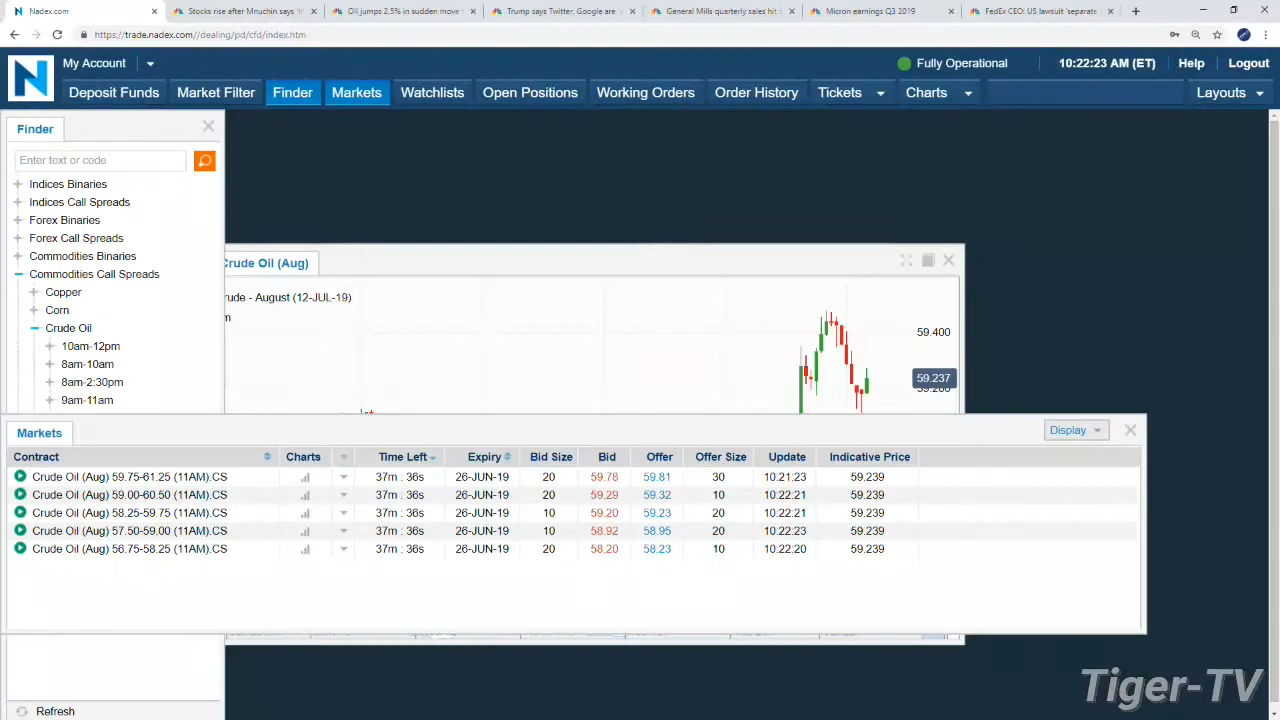 Nadex.com
Stocks rise after Mnuchin says 'th
Oil jumps 2.5% in sudden move
Trump says Twitter, Google are
General Mills quarterly sales hit
Micron earnings Q3 2019
FedEx CEO: US lawsuit 'separate
https://trade.nadex.com//dealing/pd/cfd/index.htm
My Account
Fully Operational
10:22:23 AM (ET)
Help
Logout
Deposit Funds
Market Filter
Finder
Markets
Watchlists
Open Positions
Working Orders
Order History
Tickets
Charts
Layouts
Finder
Enter text or code
Indices Binaries
Indices Call Spreads
Forex Binaries
Forex Call Spreads
Commodities Binaries
Commodities Call Spreads
Copper
Corn
Crude Oil
10am-12pm
8am-10am
8am-2:30pm
9am-11am
Crude Oil (Aug)
rude - August (12-JUL-19)
m
59.400
59.237
59.200
Markets
Display
Contract Charts Time Left Expiry Bid Size Bid Offer Offer Size Update Indicative Price
Crude Oil (Aug) 59.75-61.25 (11AM).CS 37m : 36s 26-JUN-19 20 59.78 59.81 30 10:21:23 59.239
Crude Oil (Aug) 59.00-60.50 (11AM).CS 37m : 36s 26-JUN-19 20 59.29 59.32 10 10:22:21 59.239
Crude Oil (Aug) 58.25-59.75 (11AM).CS 37m : 36s 26-JUN-19 10 59.20 59.23 20 10:22:21 59.239
Crude Oil (Aug) 57.50-59.00 (11AM).CS 37m : 36s 26-JUN-19 10 58.92 58.95 20 10:22:23 59.239
Crude Oil (Aug) 56.75-58.25 (11AM).CS 37m : 36s 26-JUN-19 20 58.20 58.23 10 10:22:20 59.239
Refresh
Tiger-TV